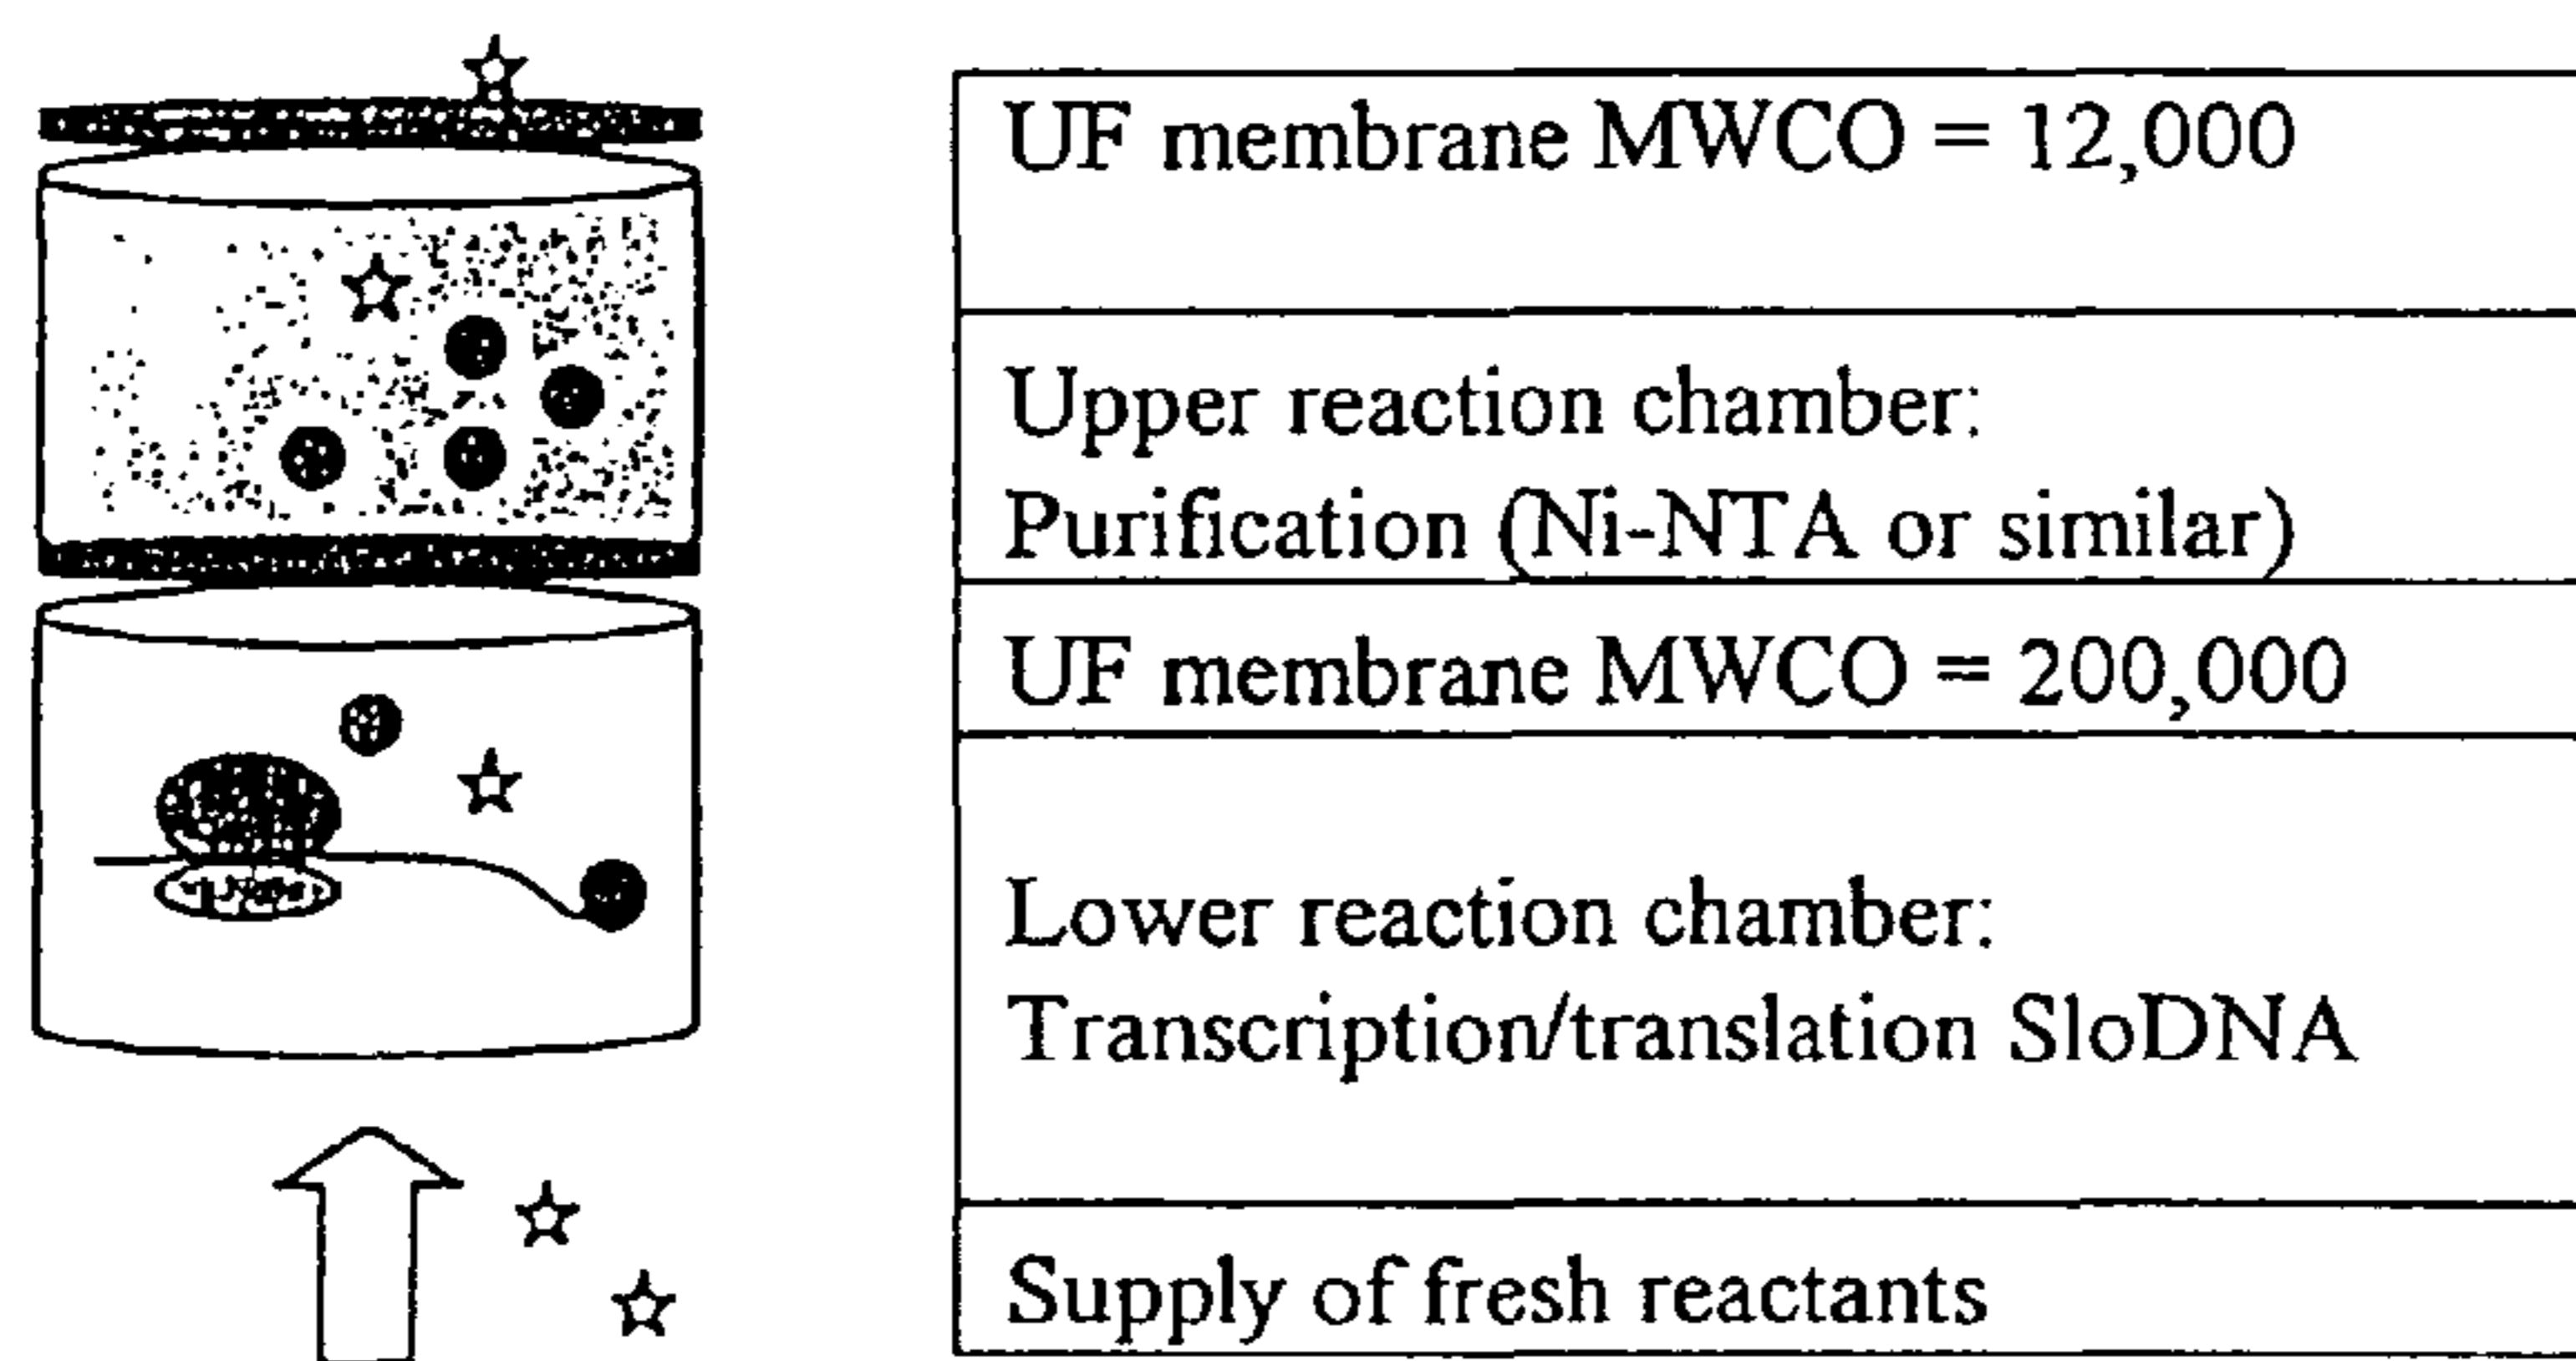 UF membrane MWCO = 12,000
Upper reaction chamber:
Purification (Ni-NTA or similar)
UF membrane MWCO = 200,000
Lower reaction chamber:
Transcription/translation SloDNA
Supply of fresh reactants